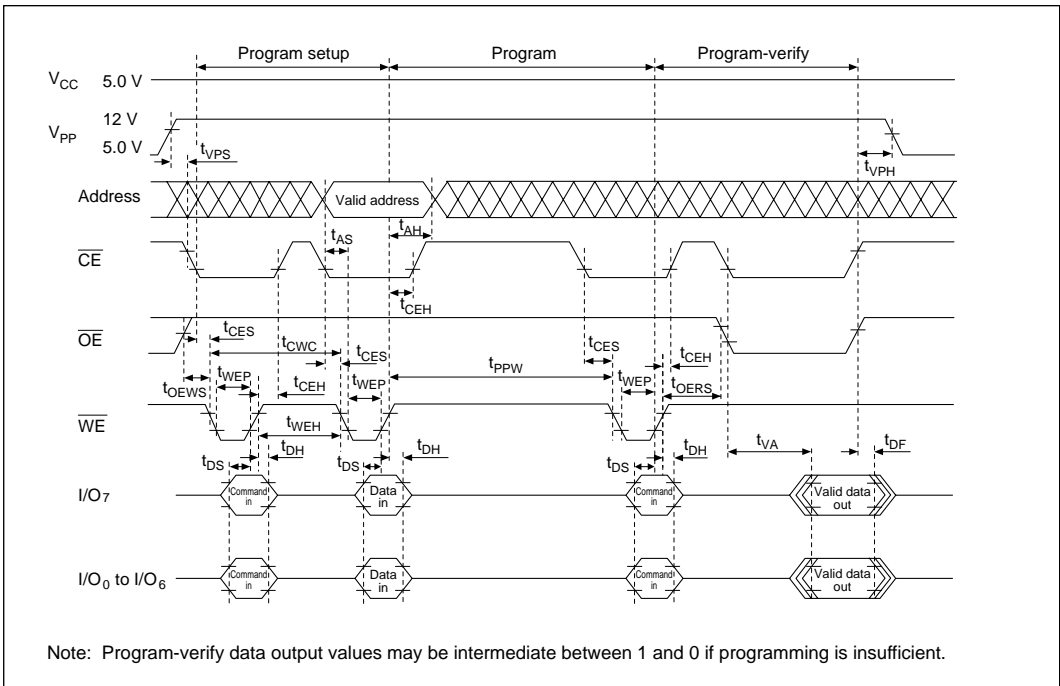 Program setup Program Program-verify
VCC 5.0 V
12 V
VPP
5.0 V
tVPS
tVPH
Address Valid address
tAS tAH
CE
tCEH
OE
tCES tCWC tCES tCES tCEH
tPPW
tOEWS tWEP tCEH tWEP tWEP tOERS
WE
tWEH
tDS tDH tDS tDH tDS tDH tVA tDF
I/O7 Command in Data in Command in Valid data out
I/O0 to I/O6 Command in Data in Command in Valid data out
Note: Program-verify data output values may be intermediate between 1 and 0 if programming is insufficient.